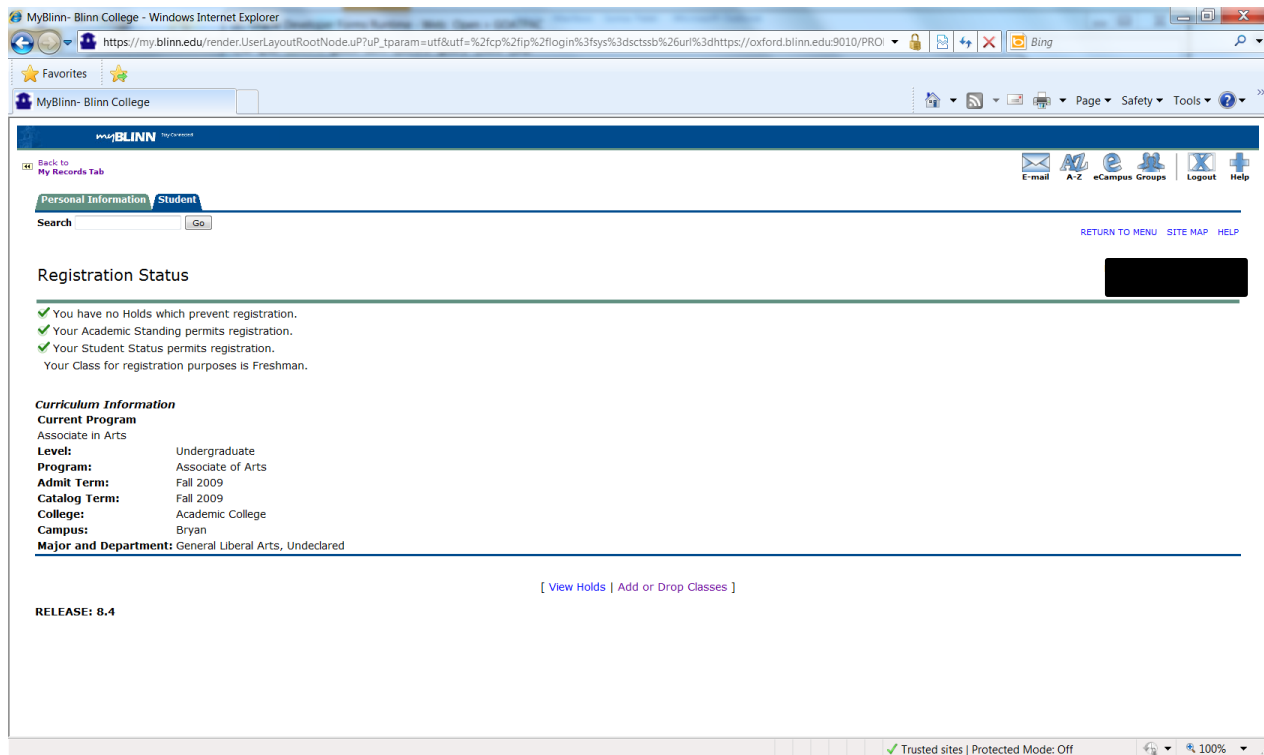 MyBlinn- Blinn College - Windows Internet Explorer
https://my.blinn.edu/render.UserLayoutRootNode.uP?uP_tparam=utf&utf=%2fcp%2fip%2flogin%3fsys%3dsctssb%26url%3dhttps://oxford.blinn.edu:9010/PRO
Bing
Favorites
MyBlinn- Blinn College
Page Safety Tools
myBLINN Stay Connected
Back to
My Records Tab
E-mail A-Z eCampus Groups Logout Help
Personal Information Student
Search Go
RETURN TO MENU SITE MAP HELP
Registration Status
You have no Holds which prevent registration.
Your Academic Standing permits registration.
Your Student Status permits registration.
Your Class for registration purposes is Freshman.
Curriculum Information
Current Program
Associate in Arts
Level: Undergraduate
Program: Associate of Arts
Admit Term: Fall 2009
Catalog Term: Fall 2009
College: Academic College
Campus: Bryan
Major and Department: General Liberal Arts, Undeclared
[ View Holds | Add or Drop Classes ]
RELEASE: 8.4
Trusted sites | Protected Mode: Off 100%